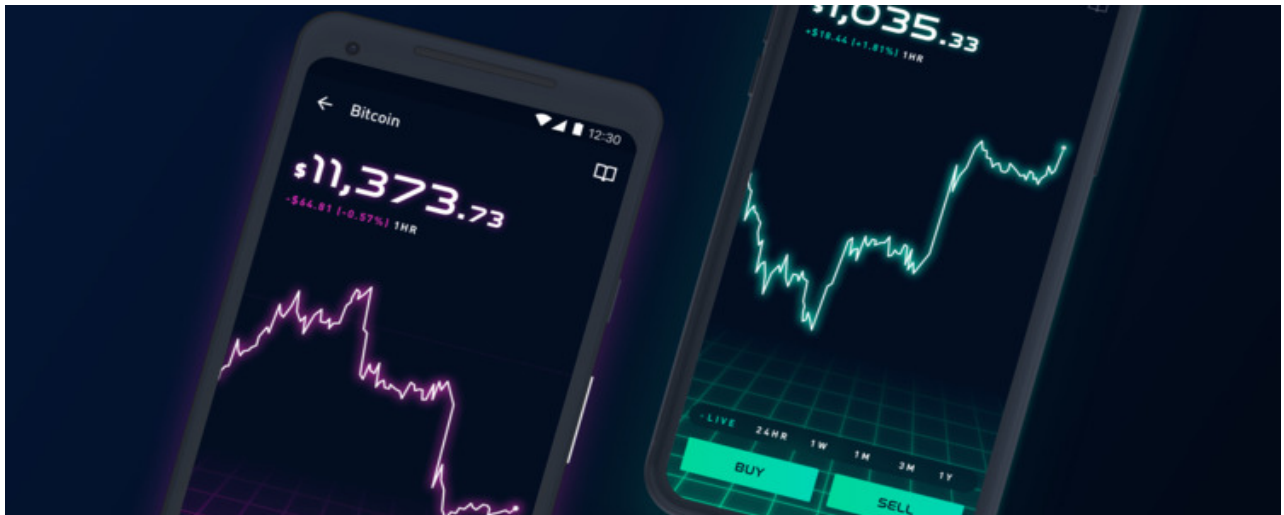 Bitcoin
12:30
$11,373.73
-$64.81 (-0.57%) 1HR
$1,035.33
+$18.44 (+1.81%) 1HR
• LIVE 24HR 1W 1M 3M 1Y
BUY
SELL